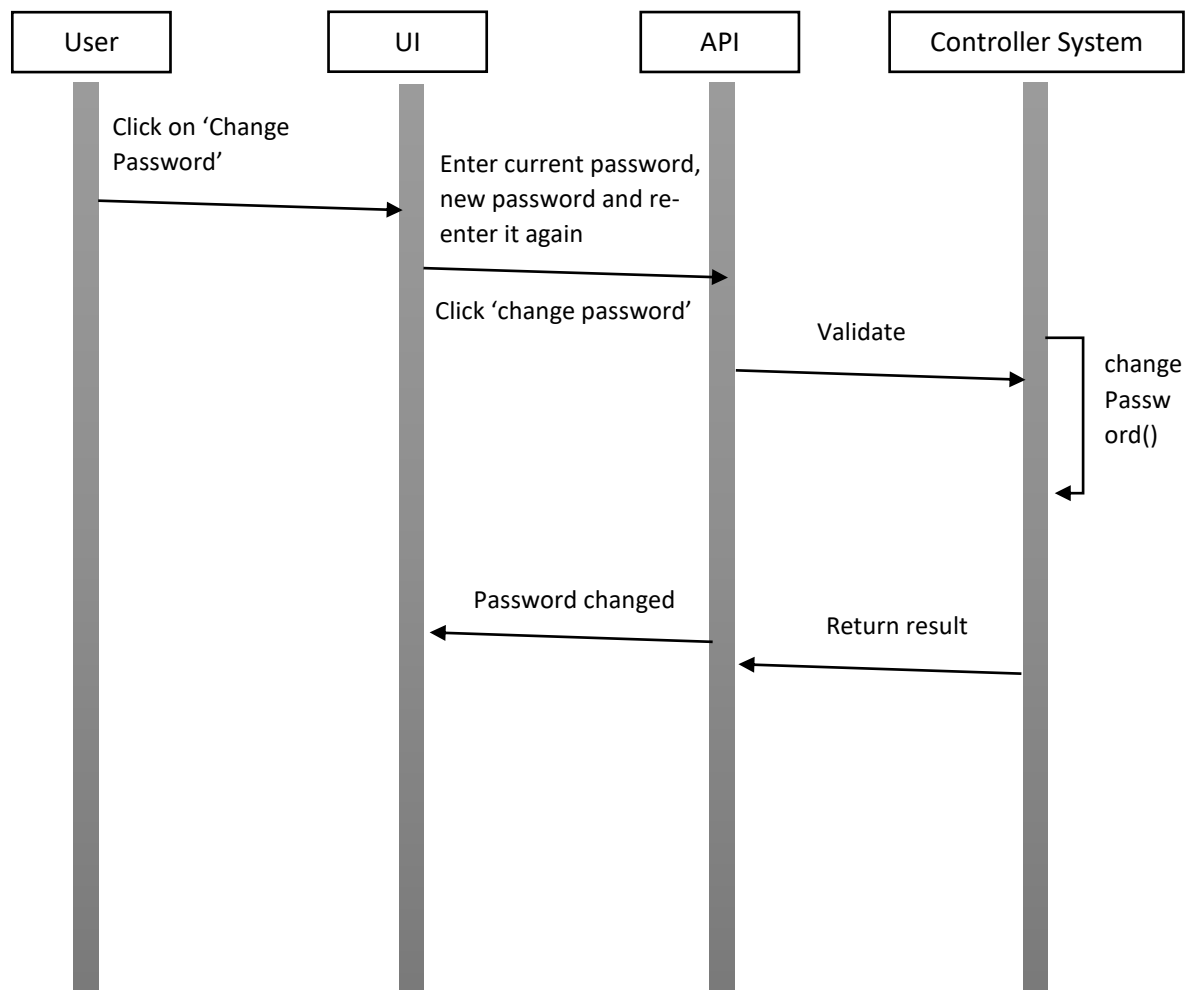 User
UI
API
Controller System
Click on ‘Change
Password’
Enter current password,
new password and re-
enter it again
Click ‘change password’
Validate
change
Passw
ord()
Password changed
Return result